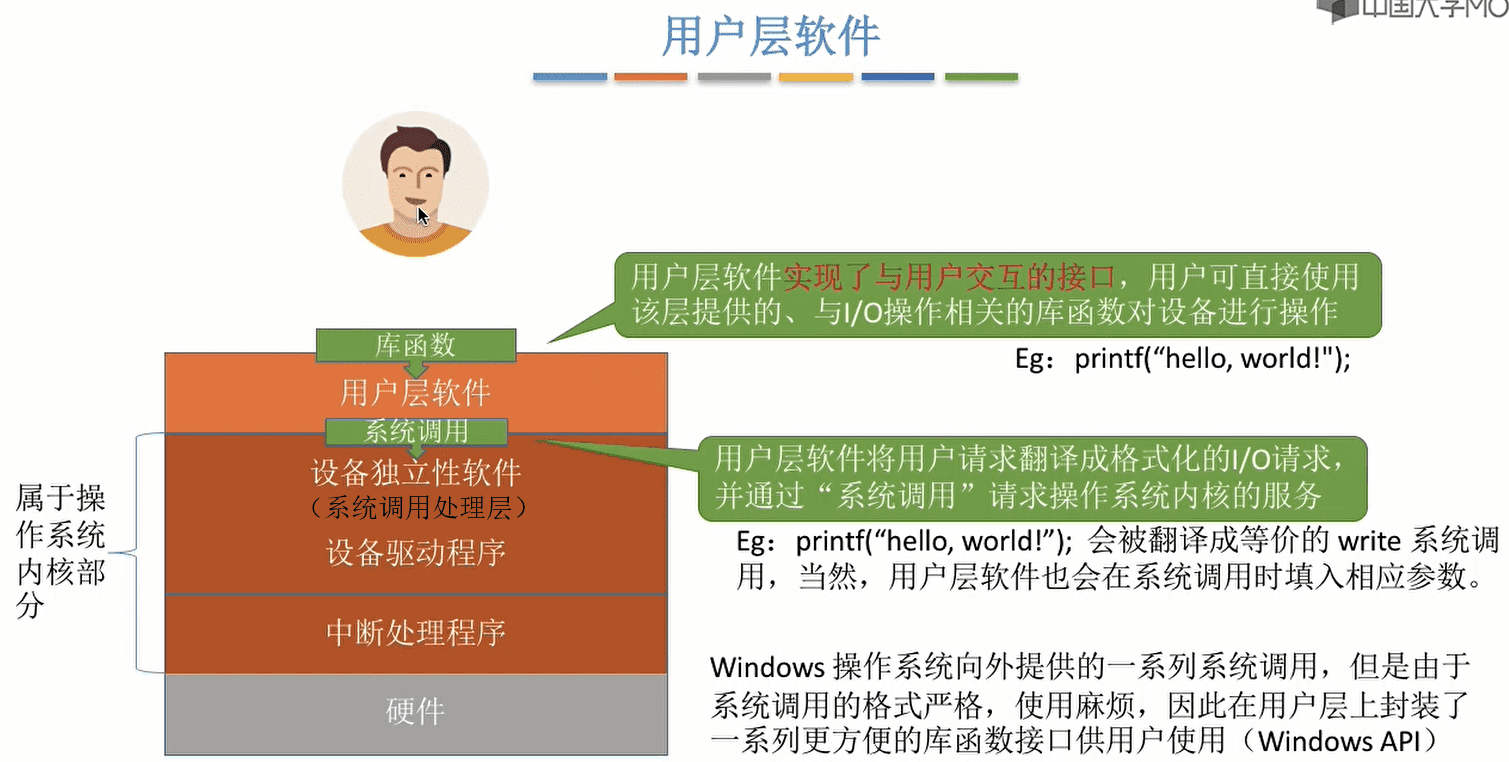 中国大学MO
用户层软件
用户层软件实现了与用户交互的接口，用户可直接使用
该层提供的、与I/O操作相关的库函数对设备进行操作
Eg：printf(“hello, world!");
库函数
用户层软件
系统调用
设备独立性软件
（系统调用处理层）
设备驱动程序
中断处理程序
硬件
属于操
作系统
内核部
分
用户层软件将用户请求翻译成格式化的I/O请求，
并通过“系统调用”请求操作系统内核的服务
Eg：printf(“hello, world!”); 会被翻译成等价的 write 系统调
用，当然，用户层软件也会在系统调用时填入相应参数。
Windows 操作系统向外提供的一系列系统调用，但是由于
系统调用的格式严格，使用麻烦，因此在用户层上封装了
一系列更方便的库函数接口供用户使用（Windows API）